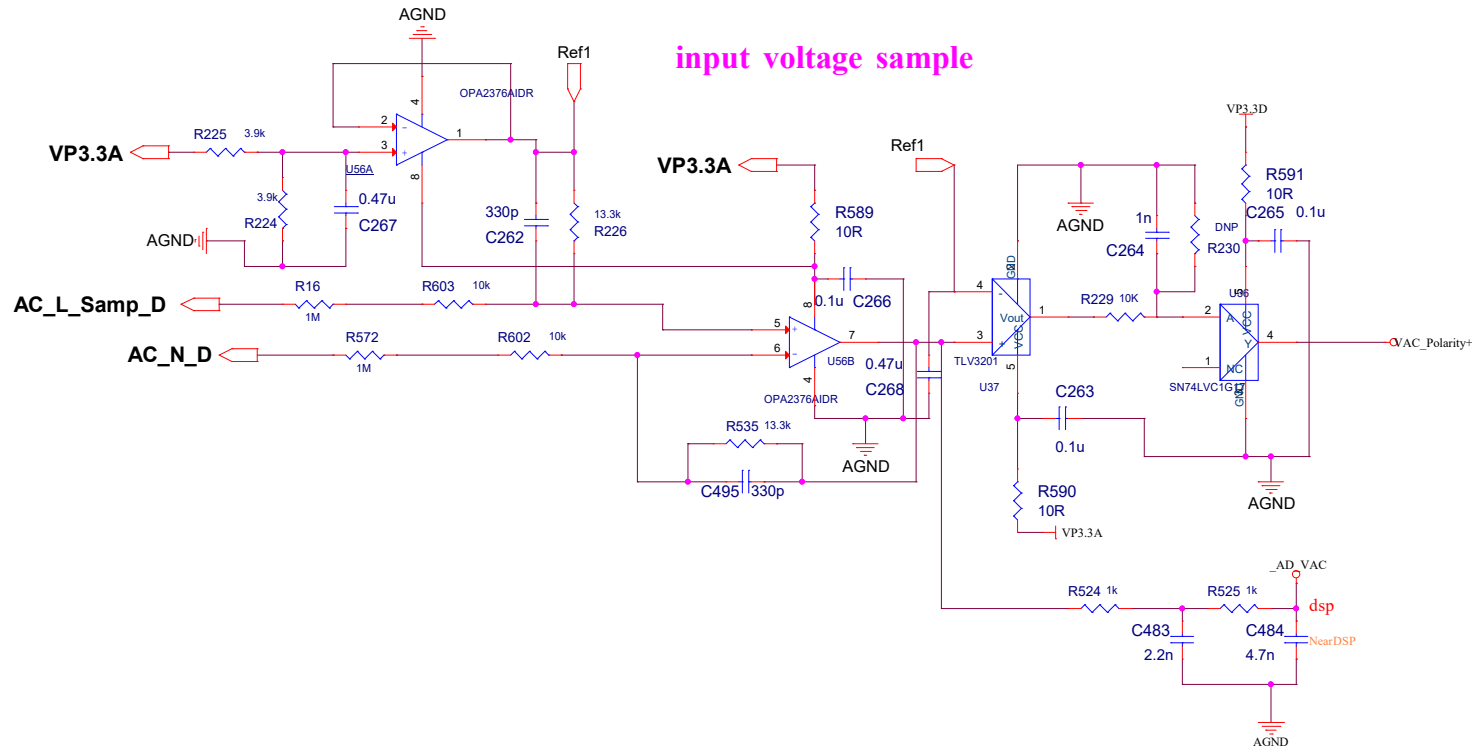 AGND
input voltage sample
Ref1
OPA2376AIDR
4
2
1
3
8
U56A
R225
3.9k
VP3.3A
3.9k
R224
0.47u
C267
AGND
330p
C262
13.3k
R226
VP3.3A
R589
10R
Ref1
AGND
1n
C264
DNP
R230
VP3.3D
R591
10R
C265
0.1u
AC_L_Samp_D
R16
1M
R603
10k
0.1u
C266
8
5
6
7
4
U56B
OPA2376AIDR
AC_N_D
R572
1M
R602
10k
0.47u
C268
AGND
R535
13.3k
C495
330p
4
3
GND
Vout
VCC
1
5
TLV3201
U37
R229
10K
U36
2
A
VCC
Y
4
1
NC
GND
SN74LVC1G17
VAC_Polarity+
C263
0.1u
R590
10R
VP3.3A
AGND
_AD_VAC
R524
1k
R525
1k
dsp
C483
2.2n
C484
4.7n
NearDSP
AGND